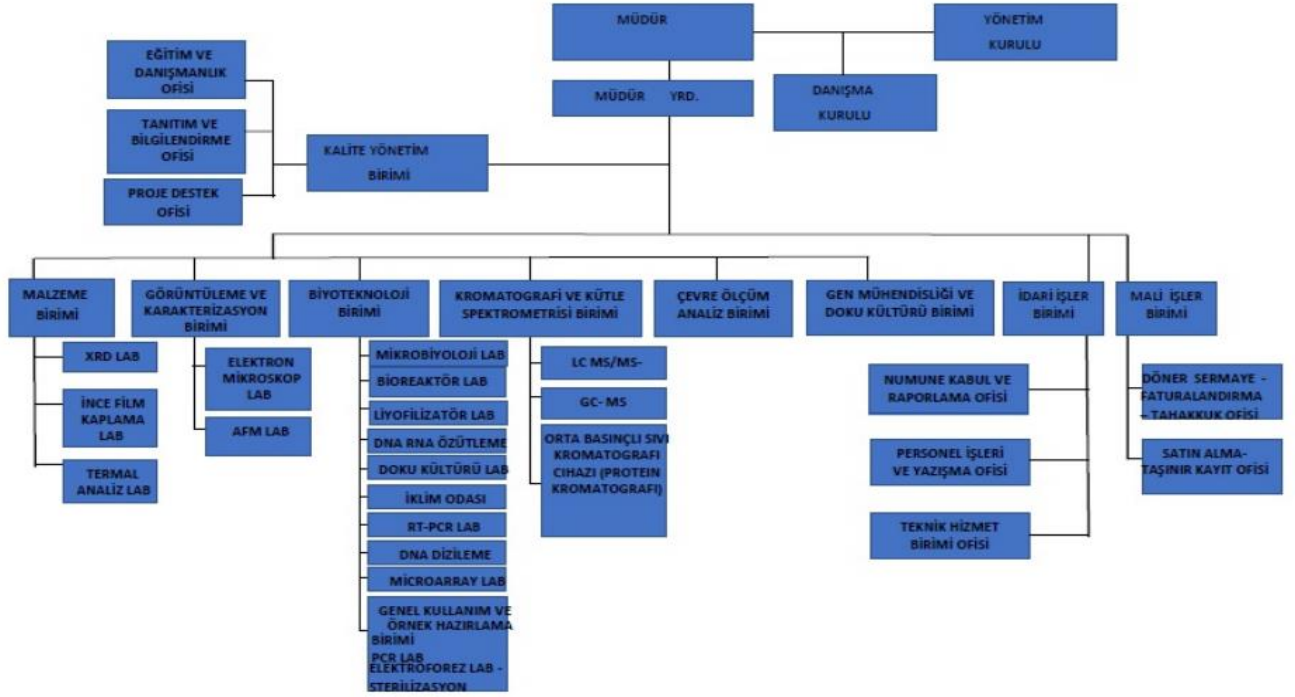 MÜDÜR
YÖNETİM
KURULU
EĞİTİM VE
DANIŞMANLIK
OFİSİ
MÜDÜR YRD.
DANIŞMA
KURULU
TANITIM VE
BİLGİLENDİRME
OFİSİ
KALİTE YÖNETİM
BİRİMİ
PROJE DESTEK
OFİSİ
MALZEME
BİRİMİ
GÖRÜNTÜLEME VE
KARAKTERIZASYON
BİRİMİ
BİYOTEKNOLOJİ
BİRİMİ
KROMATOGRAFİ VE KÜTLE
SPEKTROMETRİSİ BİRİMİ
ÇEVRE ÖLÇÜM
ANALİZ BİRİMİ
GEN MÜHENDİSLİĞİ VE
DOKU KÜLTÜRÜ BİRİMİ
İDARİ İŞLER
BİRİMİ
MALİ İŞLER
BİRİMİ
XRD LAB
İNCE FİLM
KAPLAMA
LAB
TERMAL
ANALİZ LAB
ELEKTRON
MİKROSKOP
LAB
AFM LAB
MİKROBİYOLOJİ LAB
BİOREAKTÖR LAB
LİYOFİLİZATÖR LAB
DNA RNA ÖZÜTLEME
DOKU KÜLTÜRÜ LAB
İKLİM ODASI
RT-PCR LAB
DNA DİZİLEME
MİCROARRAY LAB
GENEL KULLANIM VE
ÖRNEK HAZIRLAMA
BİRİMİ
PCR LAB
ELEKTROFOREZ LAB -
STERİLİZASYON
LC MS/MS-
GC- MS
ORTA BASINÇLI SIVI
KROMATOGRAFI
CIHAZI (PROTEIN
KROMATOGRAFI)
NUMUNE KABUL VE
RAPORLAMA OFİSİ
PERSONEL İŞLERİ
VE YAZIŞMA OFİSİ
TEKNİK HİZMET
BİRİMİ OFİSİ
DÖNER SERMAYE -
FATURALANDIRMA
– TAHAKKUK OFİSİ
SATIN ALMA-
TAŞINIR KAYIT OFİSİ